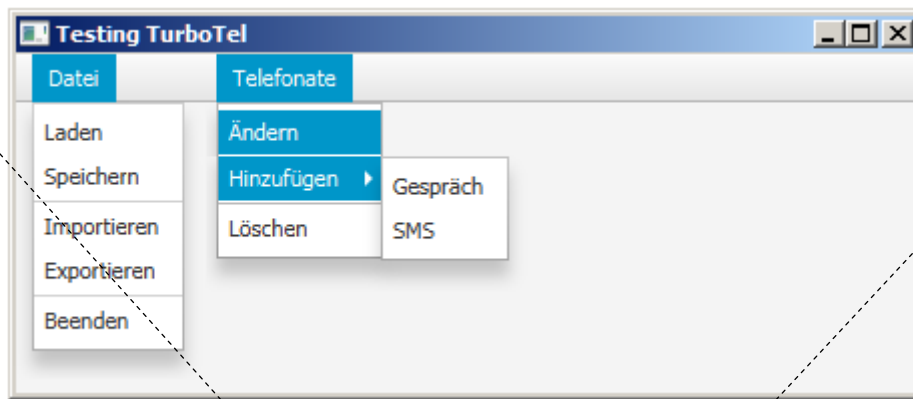 Testing TurboTel
Datei
Telefonate
Laden
Speichern
Importieren
Exportieren
Beenden
Ändern
Hinzufügen
Löschen
Gespräch
SMS